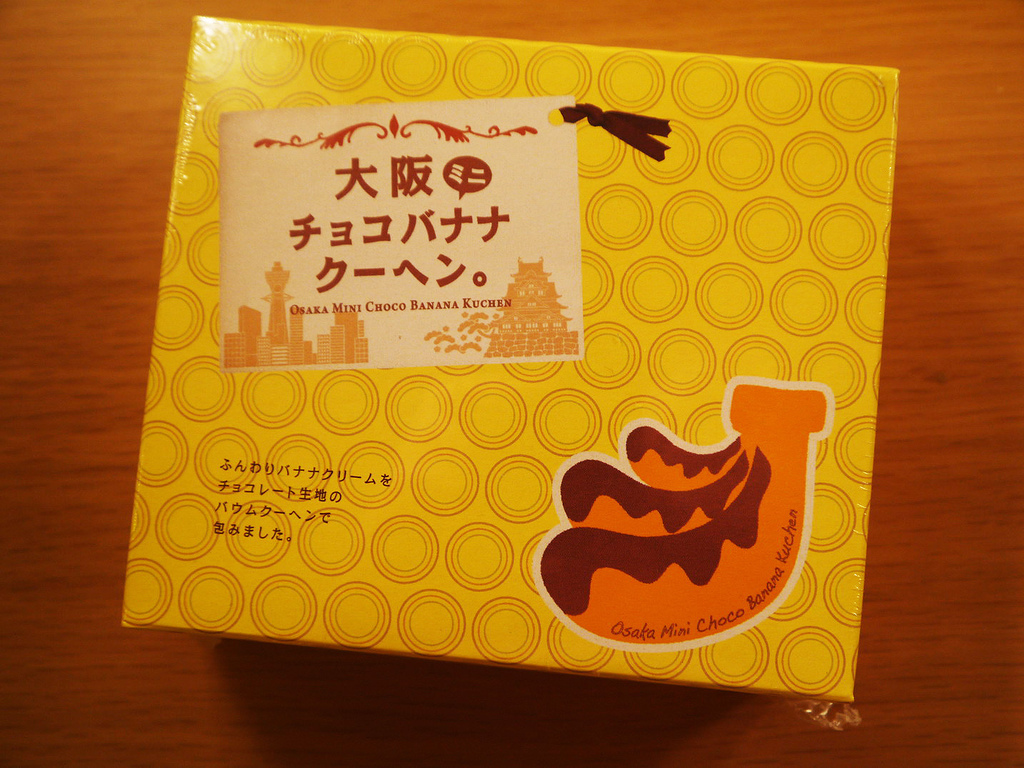 大阪ミニ
チョコバナナ
クーヘン。
OSAKA MINI CHOCO BANANA KUCHEN
ふんわりバナナクリームを
チョコレート生地の
バウムクーヘンで
包みました。
Osaka Mini Choco Banana Kuchen